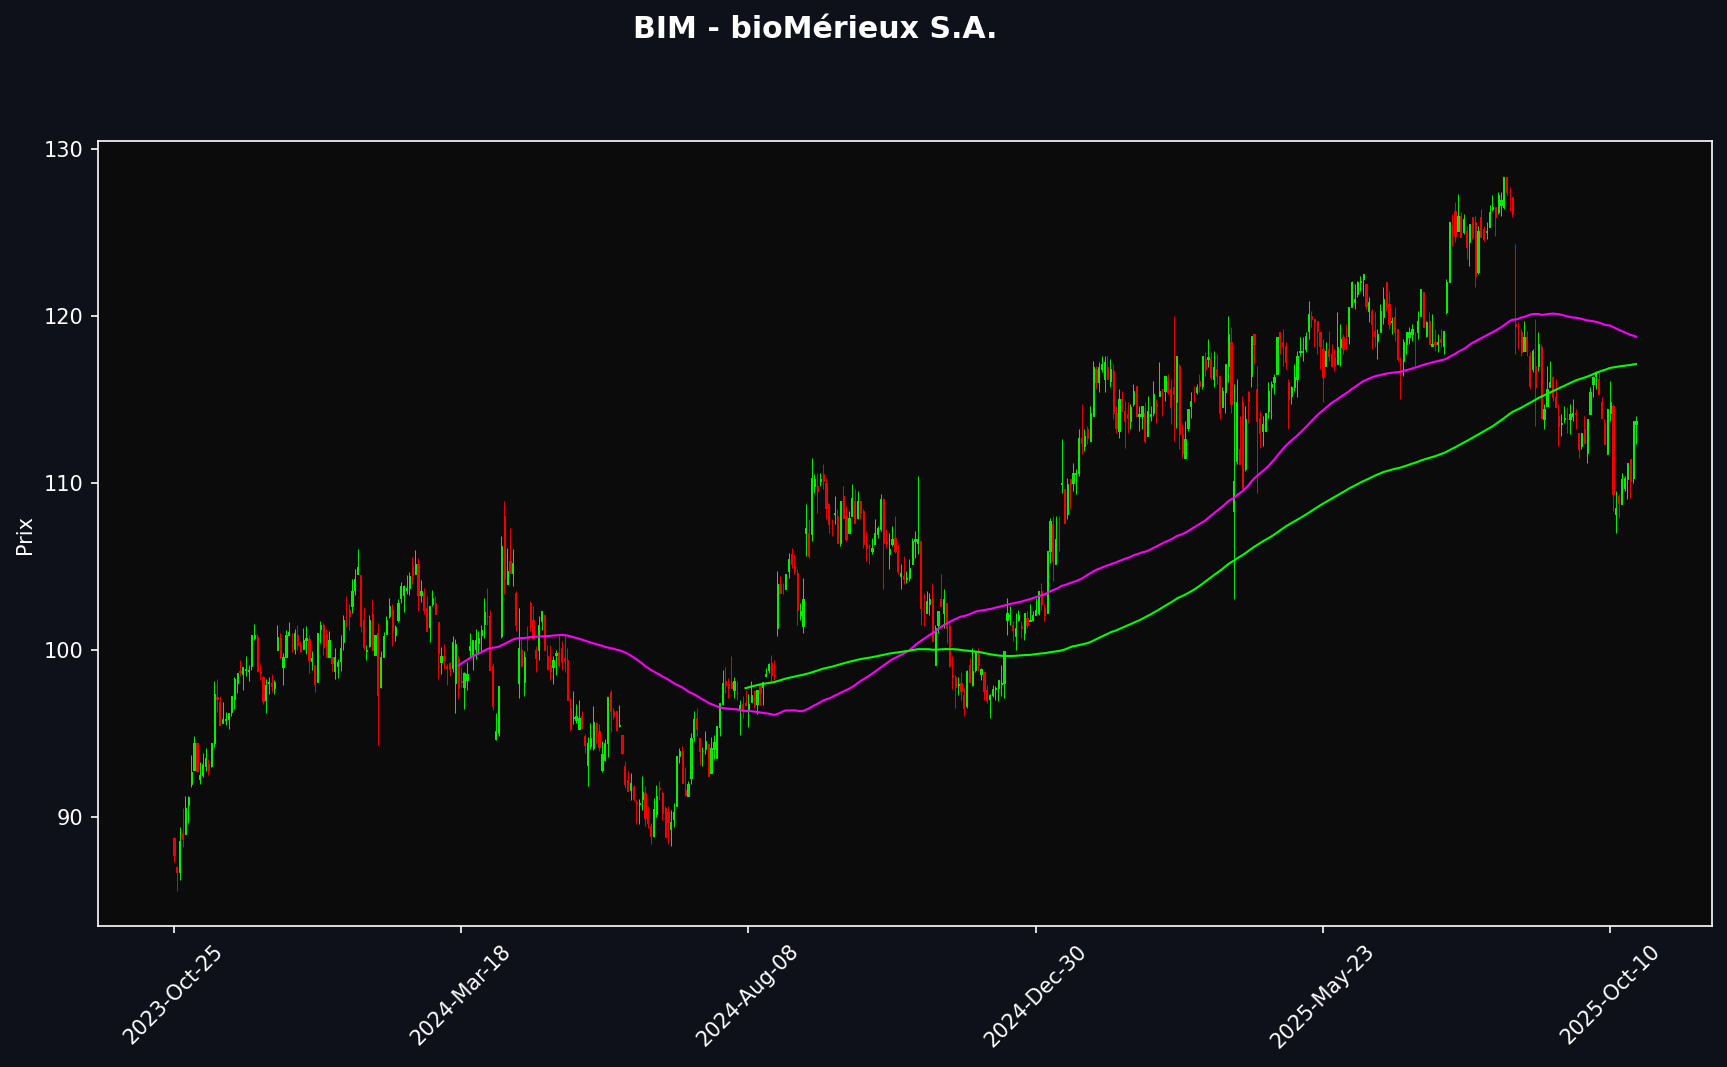 BIM - bioMérieux S.A.
Prix
130
120
110
100
90
2023-Oct-25
2024-Mar-18
2024-Aug-08
2024-Dec-30
2025-May-23
2025-Oct-10